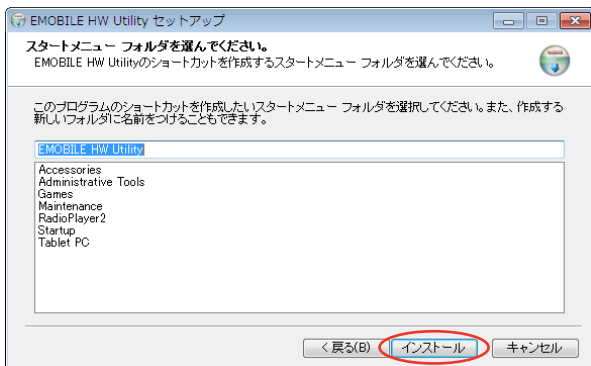 EMOBILE HW Utility セットアップ
スタートメニュー フォルダを選んでください。
EMOBILE HW Utilityのショートカットを作成するスタートメニュー フォルダを選んでください。
このプログラムのショートカットを作成したいスタートメニュー フォルダを選択してください。また、作成する
新しいフォルダに名前をつけることもできます。
EMOBILE HW Utility
Accessories
Administrative Tools
Games
Maintenance
RadioPlayer2
Startup
Tablet PC
< 戻る(B)
インストール
キャンセル